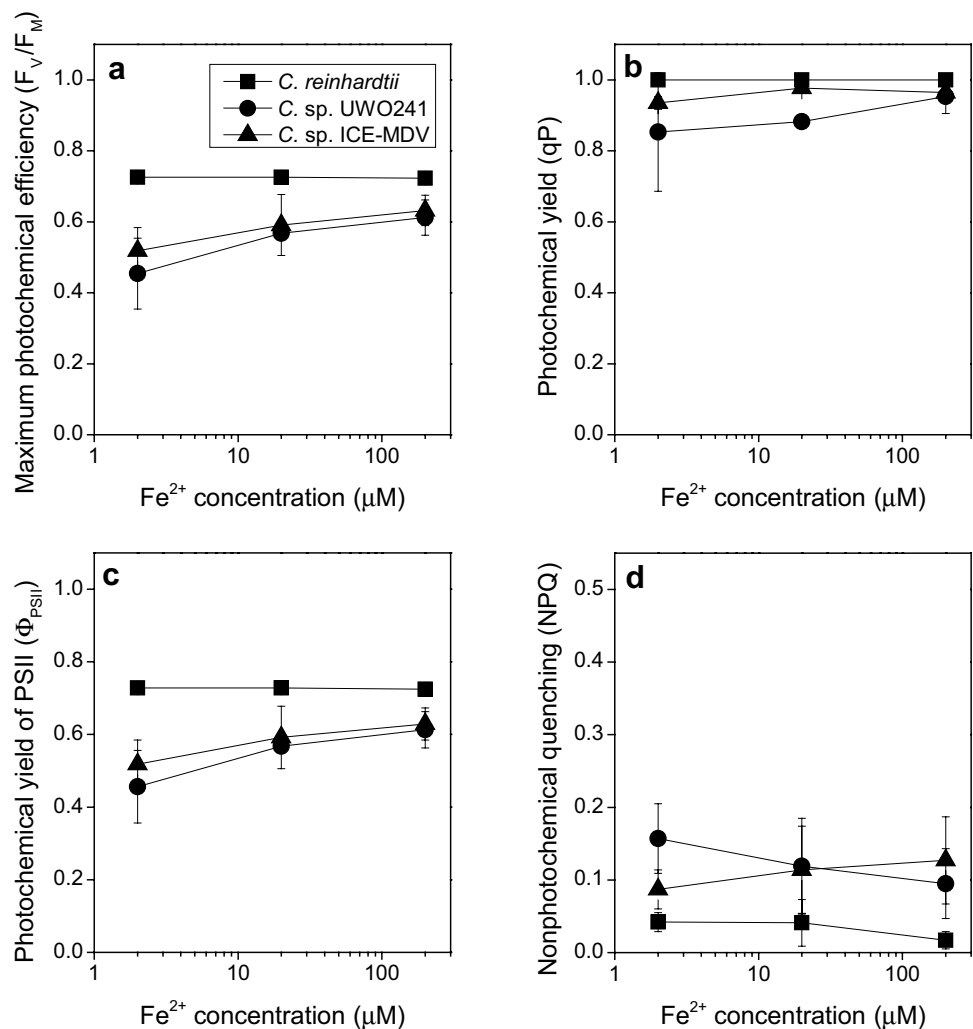 Maximum photochemical efficiency (F_V/F_M)
a
C. reinhardtii
C. sp. UWO241
C. sp. ICE-MDV
1.0
0.8
0.6
0.4
0.2
0.0
1 10 100
Fe²⁺ concentration (μM)
Photochemical yield (qP)
b
1.0
0.8
0.6
0.4
0.2
0.0
1 10 100
Fe²⁺ concentration (μM)
Photochemical yield of PSII (Φ_PSII)
c
1.0
0.8
0.6
0.4
0.2
0.0
1 10 100
Fe²⁺ concentration (μM)
Nonphotochemical quenching (NPQ)
d
0.5
0.4
0.3
0.2
0.1
0.0
1 10 100
Fe²⁺ concentration (μM)